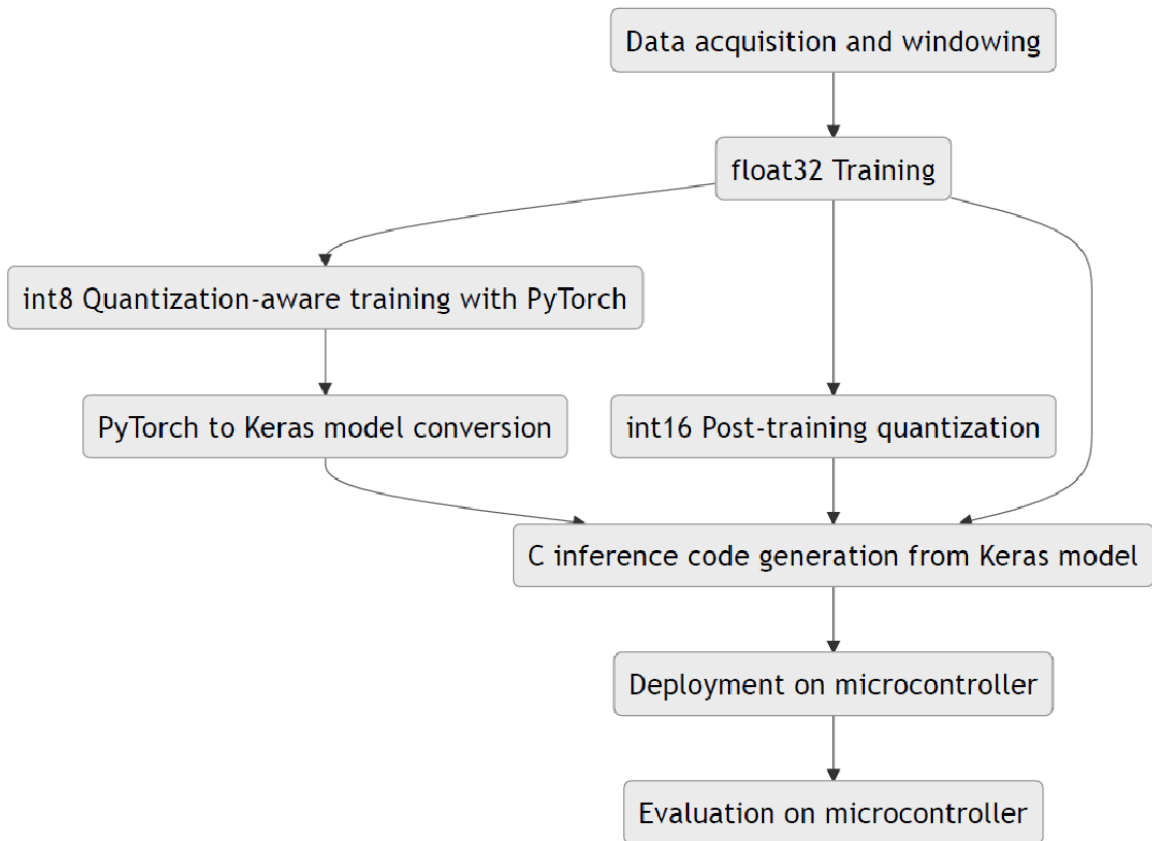 Data acquisition and windowing
float32 Training
int8 Quantization-aware training with PyTorch
PyTorch to Keras model conversion
int16 Post-training quantization
C inference code generation from Keras model
Deployment on microcontroller
Evaluation on microcontroller